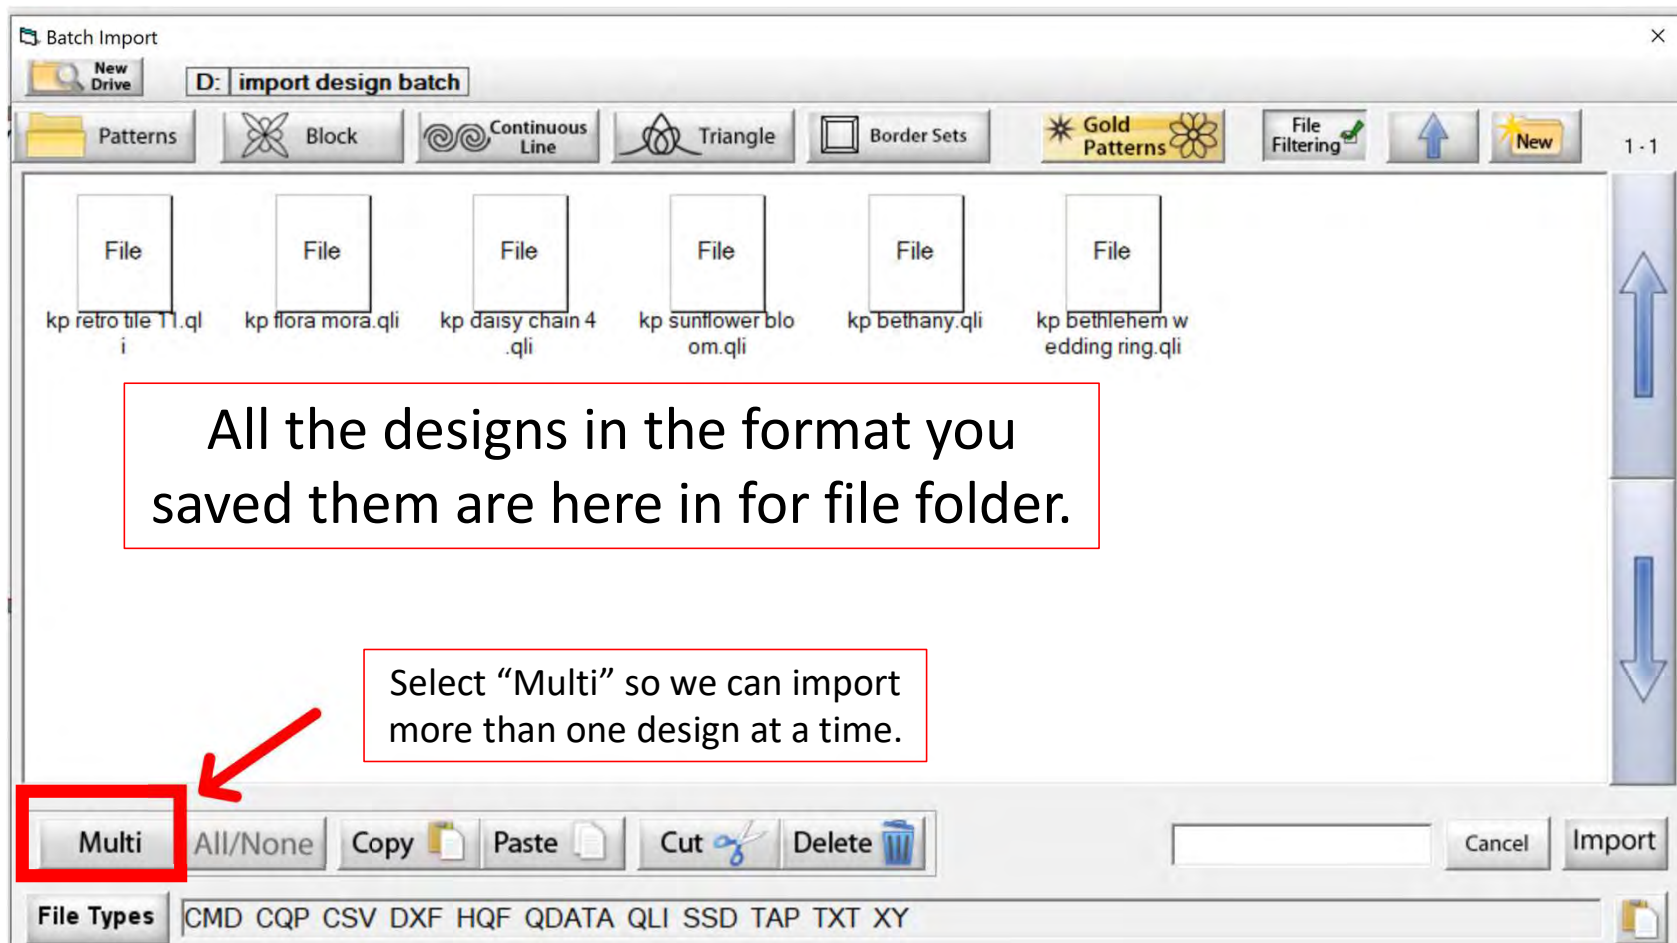 Batch Import
New
Drive
D: import design batch
Patterns
Block
Continuous
Line
Triangle
Border Sets
Gold
Patterns
File
Filtering
New
1 - 1
File
File
File
File
File
File
kp retro tile 11.ql
i
kp flora mora.qli
kp daisy chain 4
.qli
kp sunflower blo
om.qli
kp bethany.qli
kp bethlehem w
edding ring.qli
All the designs in the format you
saved them are here in for file folder.
Select “Multi” so we can import
more than one design at a time.
Multi
All/None
Copy
Paste
Cut
Delete
Cancel
Import
File Types
CMD CQP CSV DXF HQF QDATA QLI SSD TAP TXT XY